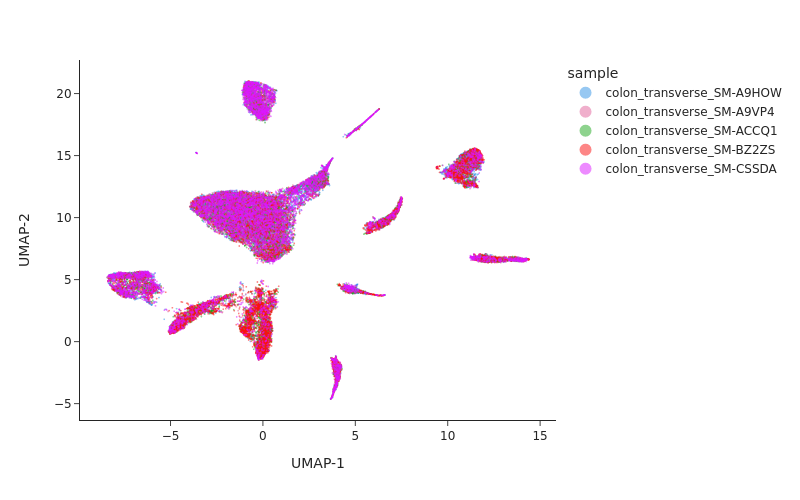 sample
colon_transverse_SM-A9HOW
colon_transverse_SM-A9VP4
colon_transverse_SM-ACCQ1
colon_transverse_SM-BZ2ZS
colon_transverse_SM-CSSDA
UMAP-2
20
15
10
5
0
−5
−5 0 5 10 15
UMAP-1